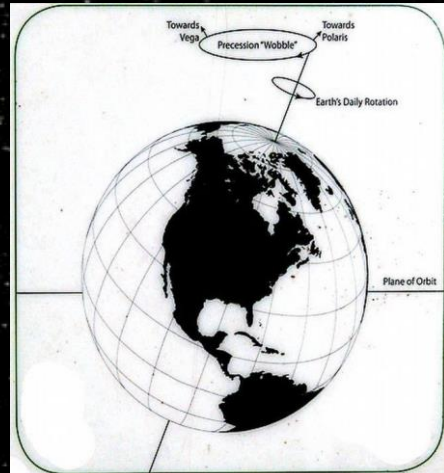 Towards
Vega
Precession "Wobble"
Towards
Polaris
Earth's Daily Rotation
Plane of Orbit